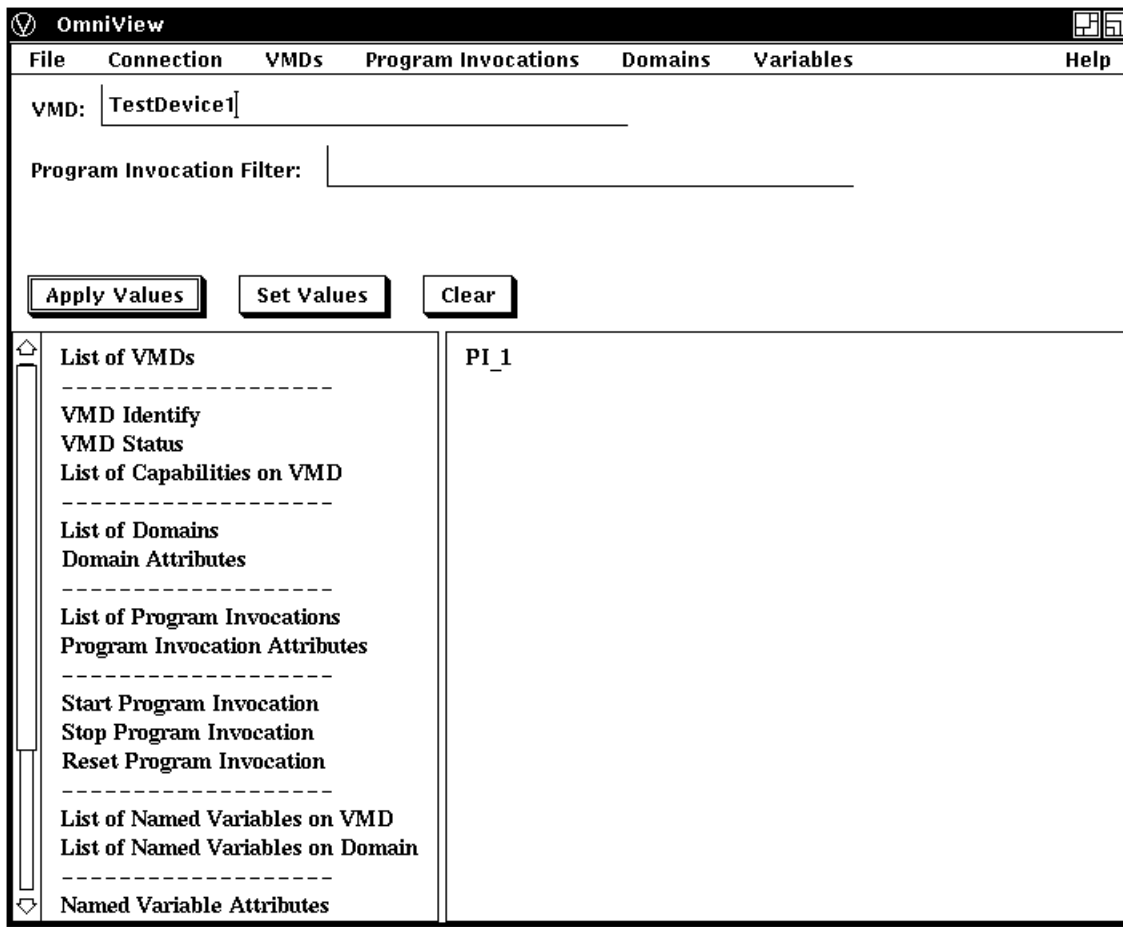 OmniView
File Connection VMDs Program Invocations Domains Variables Help
VMD: TestDevice1
Program Invocation Filter:
Apply Values Set Values Clear
List of VMDs
--------------------
VMD Identify
VMD Status
List of Capabilities on VMD
--------------------
List of Domains
Domain Attributes
--------------------
List of Program Invocations
Program Invocation Attributes
--------------------
Start Program Invocation
Stop Program Invocation
Reset Program Invocation
--------------------
List of Named Variables on VMD
List of Named Variables on Domain
--------------------
Named Variable Attributes
PI_1